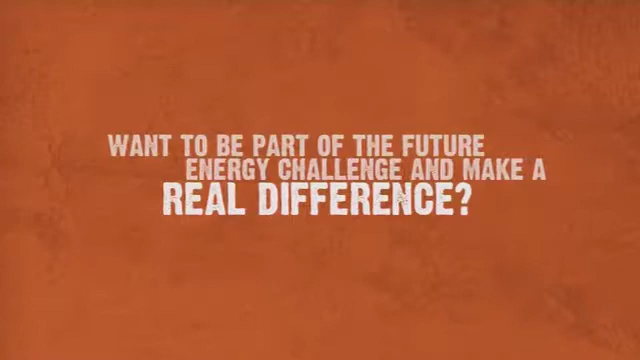 WANT TO BE PART OF THE FUTURE
ENERGY CHALLENGE AND MAKE A
REAL DIFFERENCE?